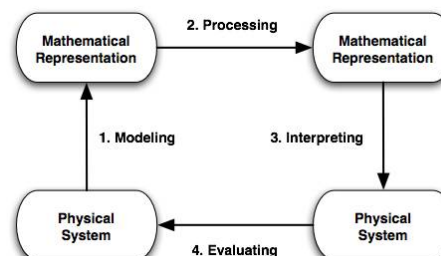 2. Processing
Mathematical
Representation
Mathematical
Representation
1. Modeling
3. Interpreting
Physical
System
Physical
System
4. Evaluating